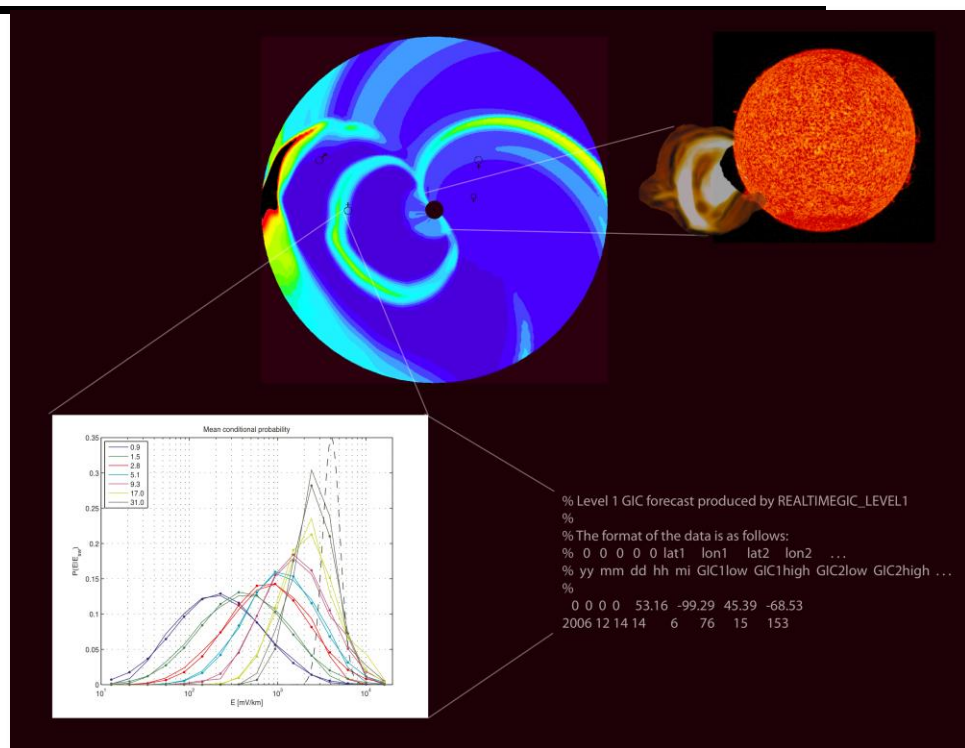 Mean conditional probability
0.35
0.3
0.25
0.2
0.15
0.1
0.05
0
0.9
1.5
2.8
5.1
9.3
17.0
31.0
10¹ 10² 10³ 10⁴
E [mV/km]
% Level 1 GIC forecast produced by REALTIMEGIC_LEVEL1
%
% The format of the data is as follows:
% 0 0 0 0 0 lat1 lon1 lat2 lon2 ...
% yy mm dd hh mi GIC1low GIC1high GIC2low GIC2high ...
%
0 0 0 0 53.16 -99.29 45.39 -68.53
2006 12 14 14 6 76 15 153